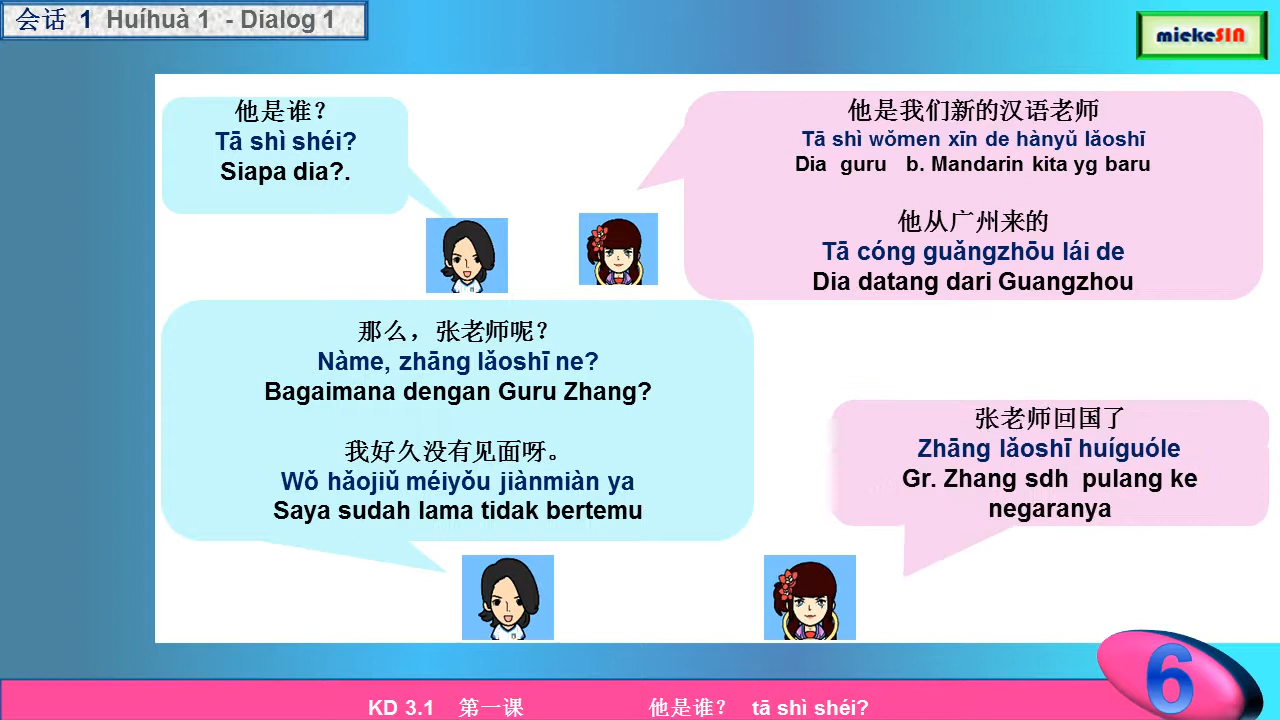 会话 1 Huíhuà 1 - Dialog 1
miekeSIN
他是谁？
Tā shì shéi?
Siapa dia?.
他是我们新的汉语老师
Tā shì wǒmen xīn de hànyǔ lǎoshī
Dia guru b. Mandarin kita yg baru
他从广州来的
Tā cóng guǎngzhōu lái de
Dia datang dari Guangzhou
那么，张老师呢？
Nàme, zhāng lǎoshī ne?
Bagaimana dengan Guru Zhang?
我好久没有见面呀。
Wǒ hǎojiǔ méiyǒu jiànmiàn ya
Saya sudah lama tidak bertemu
张老师回国了
Zhāng lǎoshī huíguóle
Gr. Zhang sdh pulang ke
negaranya
6
KD 3.1 第一课 他是谁？ tā shì shéi?